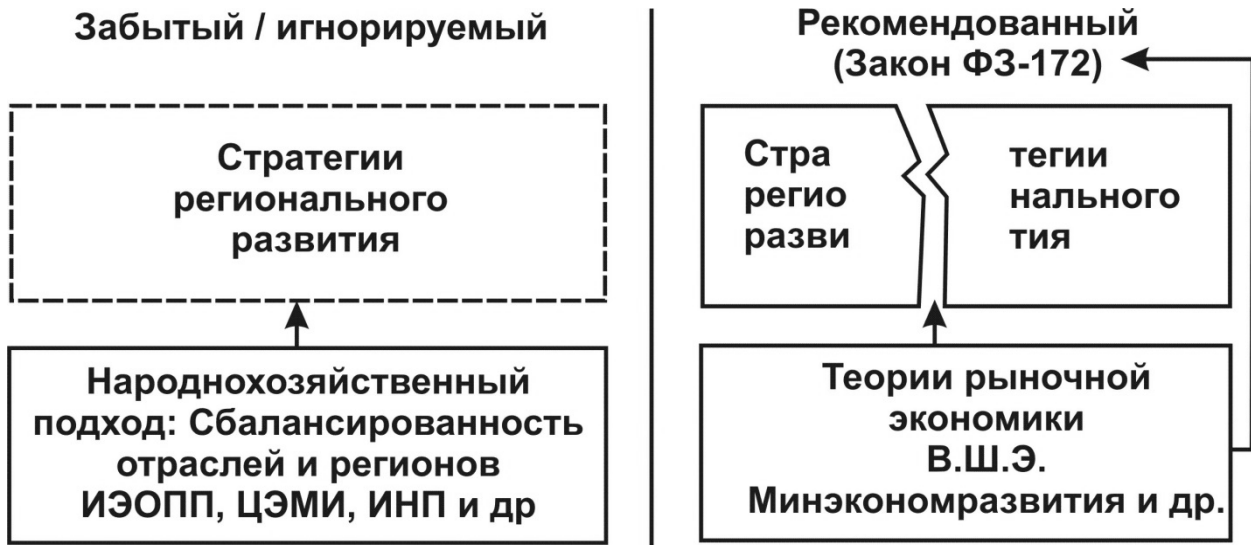 Забытый / игнорируемый
Стратегии
регионального
развития
Народнохозяйственный
подход: Сбалансированность
отраслей и регионов
ИЭОПП, ЦЭМИ, ИНП и др
Рекомендованный
(Закон ФЗ-172)
Стра тегии
регио нального
разви тия
Теории рыночной
экономики
В.Ш.Э.
Минэкономразвития и др.